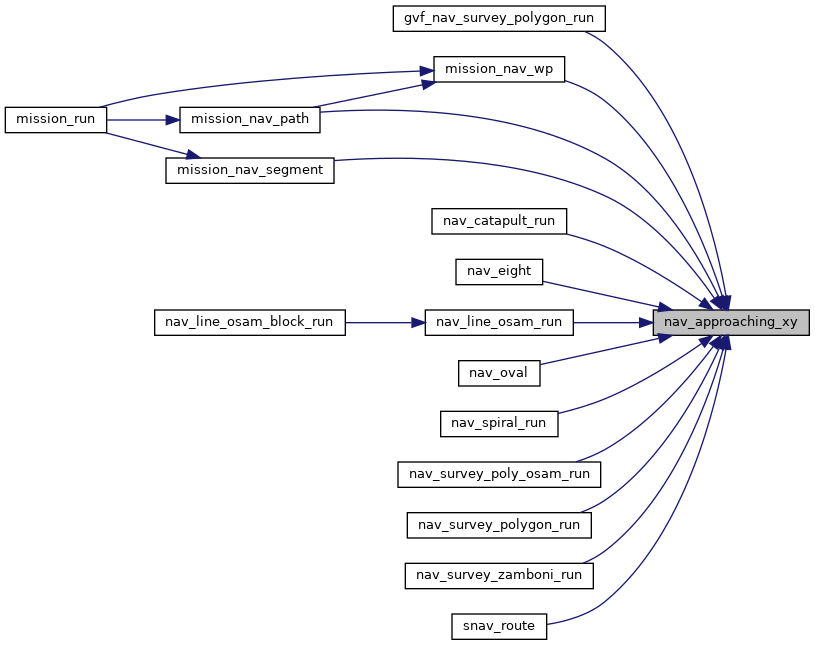 gvf_nav_survey_polygon_run
mission_nav_wp
mission_run
mission_nav_path
mission_nav_segment
nav_catapult_run
nav_eight
nav_line_osam_block_run
nav_line_osam_run
nav_approaching_xy
nav_oval
nav_spiral_run
nav_survey_poly_osam_run
nav_survey_polygon_run
nav_survey_zamboni_run
snav_route